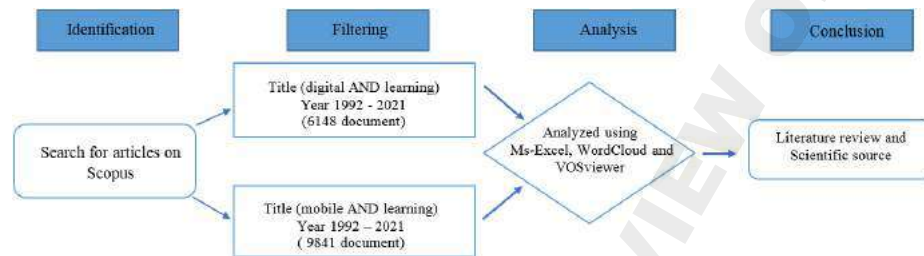 Identification
Filtering
Analysis
Conclusion
Search for articles on
Scopus
Title (digital AND learning)
Year 1992 - 2021
(6148 document)
Title (mobile AND learning)
Year 1992 – 2021
( 9841 document)
Analyzed using
Ms-Excel, WordCloud and
VOSviewer
Literature review and
Scientific source
VIEW